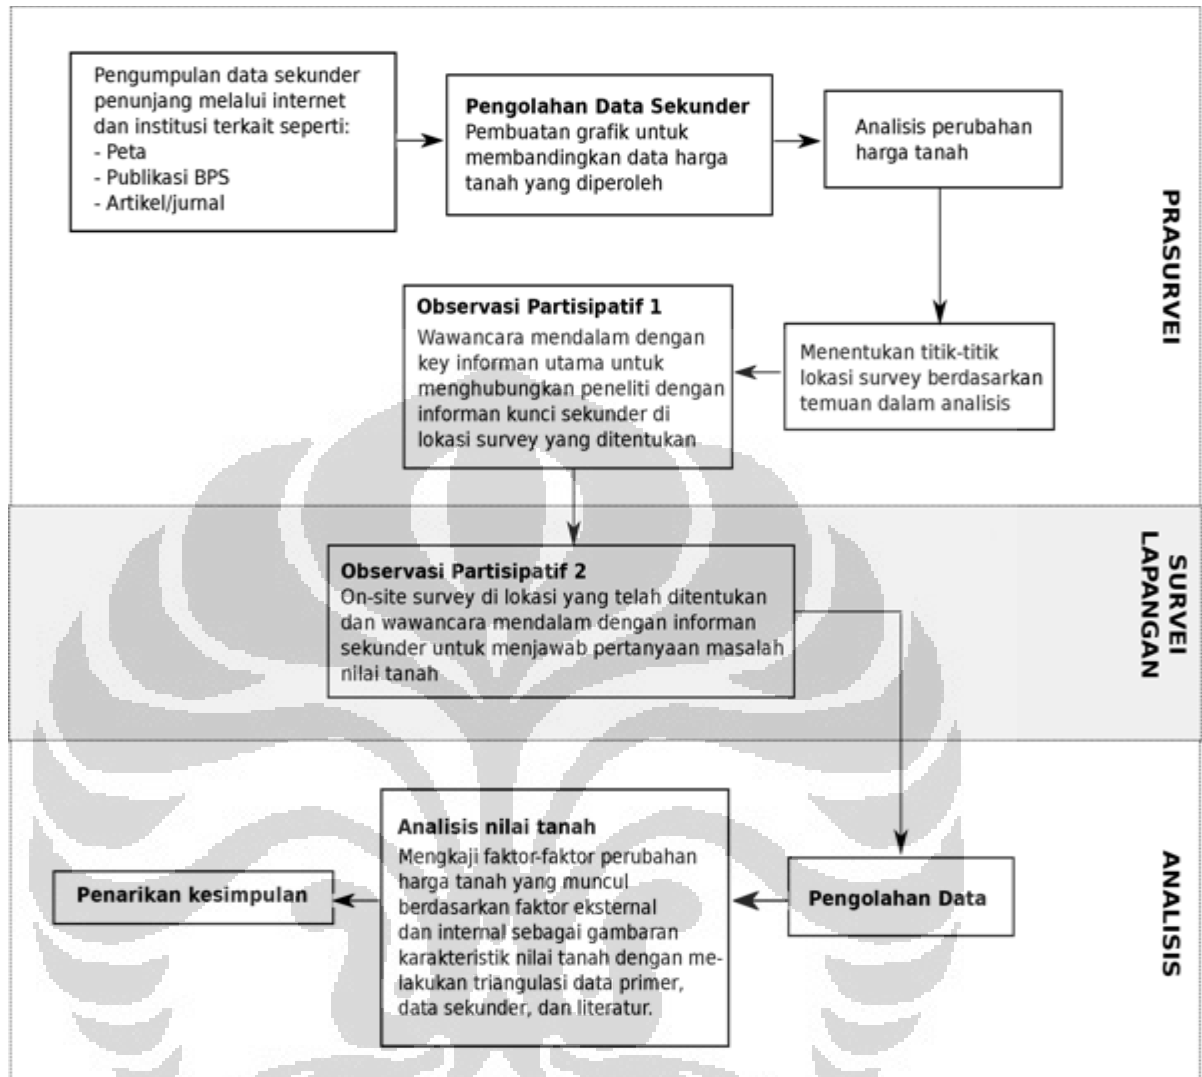 Pengumpulan data sekunder
penunjang melalui internet
dan institusi terkait seperti:
- Peta
- Publikasi BPS
- Artikel/jurnal
Pengolahan Data Sekunder
Pembuatan grafik untuk
membandingkan data harga
tanah yang diperoleh
Analisis perubahan
harga tanah
PRASURVEI
Menentukan titik-titik
lokasi survey berdasarkan
temuan dalam analisis
Observasi Partisipatif 1
Wawancara mendalam dengan
key informan utama untuk
menghubungkan peneliti dengan
informan kunci sekunder di
lokasi survey yang ditentukan
SURVEI
LAPANGAN
Observasi Partisipatif 2
On-site survey di lokasi yang telah ditentukan
dan wawancara mendalam dengan informan
sekunder untuk menjawab pertanyaan masalah
nilai tanah
ANALISIS
Pengolahan Data
Analisis nilai tanah
Mengkaji faktor-faktor perubahan
harga tanah yang muncul
berdasarkan faktor eksternal
dan internal sebagai gambaran
karakteristik nilai tanah dengan me-
lakukan triangulasi data primer,
data sekunder, dan literatur.
Penarikan kesimpulan